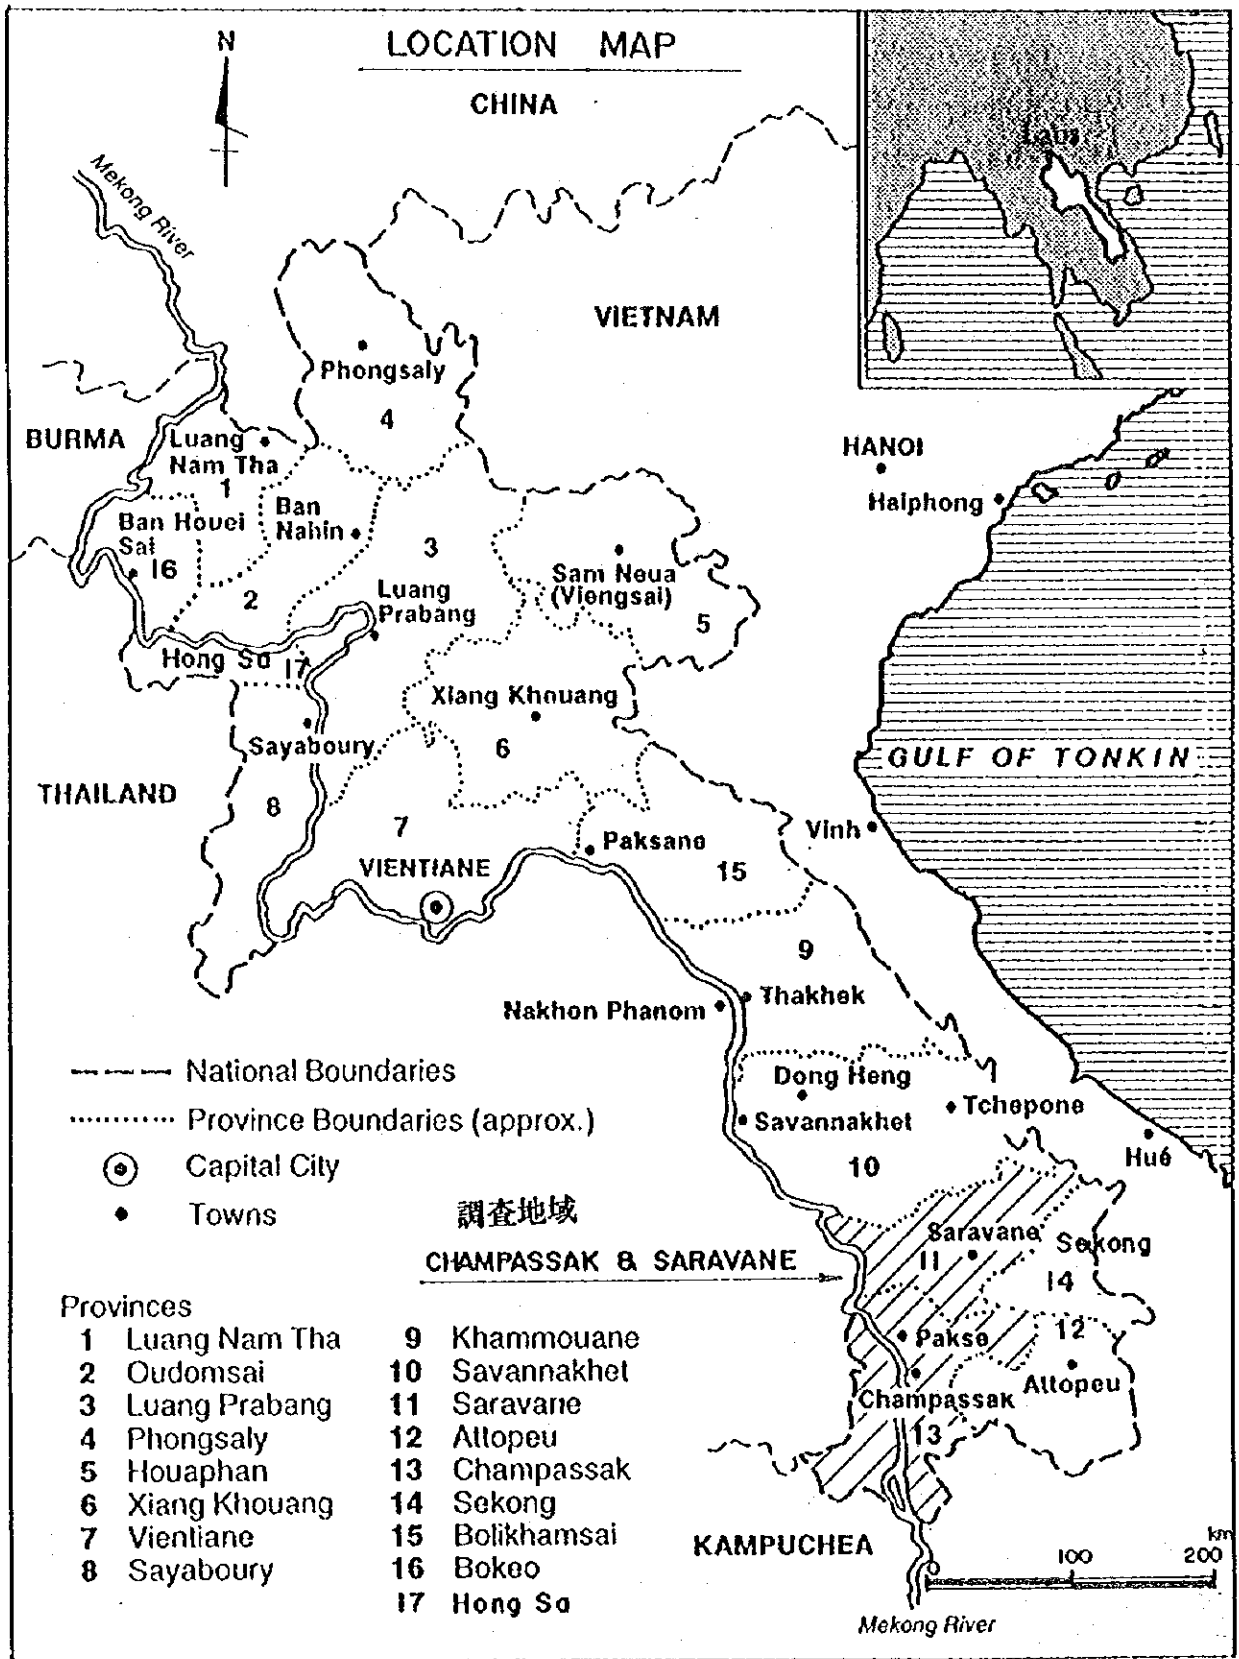 LOCATION MAP
N
CHINA
Laos
Mekong River
VIETNAM
Phongsaly
4
BURMA
Luang
Nam Tha
1
HANOI
Haiphong
Ban Houei
Sai
16
Ban
Nahin
3
2
Luang
Prabang
Sam Neua
(Viengsai)
5
Hong Sa
17
Xiang Khouang
6
Sayaboury
GULF OF TONKIN
THAILAND
8
7
Vinh
Paksane
VIENTIANE
15
9
Thakhek
Nakhon Phanom
National Boundaries
Dong Heng
Tchepone
Province Boundaries (approx.)
Savannakhet
Hué
Capital City
10
Towns
調査地域
CHAMPASSAK & SARAVANE
Saravane
11
Sekong
14
12
Pakse
Attopeu
Champassak
13
Provinces
1 Luang Nam Tha
2 Oudomsai
3 Luang Prabang
4 Phongsaly
5 Houaphan
6 Xiang Khouang
7 Vientiane
8 Sayaboury
9 Khammouane
10 Savannakhet
11 Saravane
12 Attopeu
13 Champassak
14 Sekong
15 Bolikhamsai
16 Bokeo
17 Hong Sa
KAMPUCHEA
km
0 100 200
Mekong River